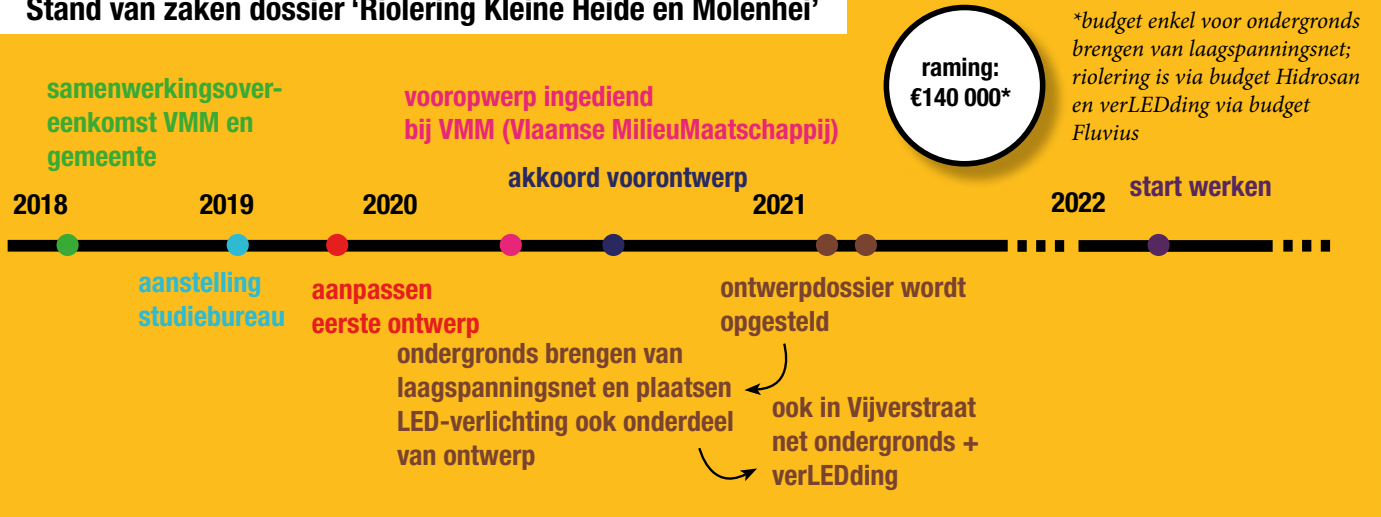 Stand van zaken dossier ‘Riolering Kleine Heide en Molenhei’
raming:
€140 000*
*budget enkel voor ondergronds
brengen van laagspanningsnet;
riolering is via budget Hidrosan
en verLEDding via budget
Fluvius
samenwerkingsover-
eenkomst VMM en
gemeente
vooropwerp ingediend
bij VMM (Vlaamse MilieuMaatschappij)
akkoord voorontwerp
start werken
2018
2019
2020
2021
2022
aanstelling
studiebureau
aanpassen
eerste ontwerp
ontwerpdossier wordt
opgesteld
ondergronds brengen van
laagspanningsnet en plaatsen
LED-verlichting ook onderdeel
van ontwerp
ook in Vijverstraat
net ondergronds +
verLEDding